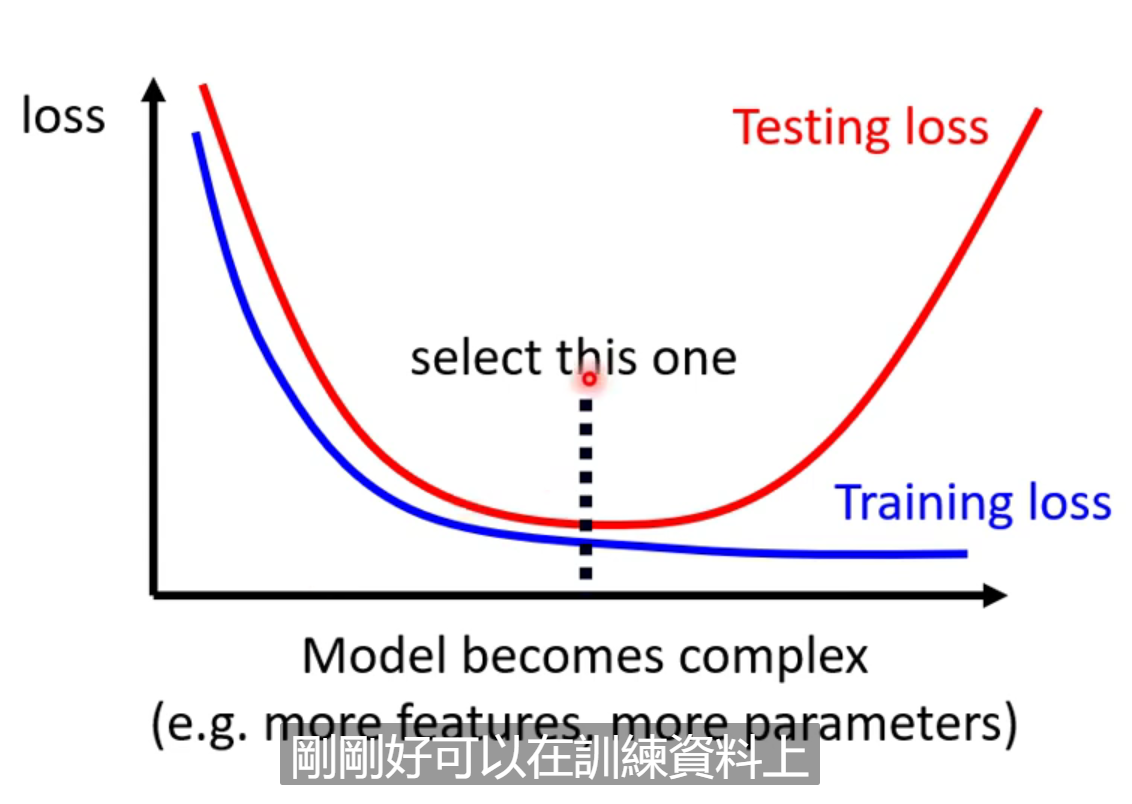 loss
Testing loss
select this one
Training loss
Model becomes complex
(e.g. more features, more parameters)
剛剛好可以在訓練資料上